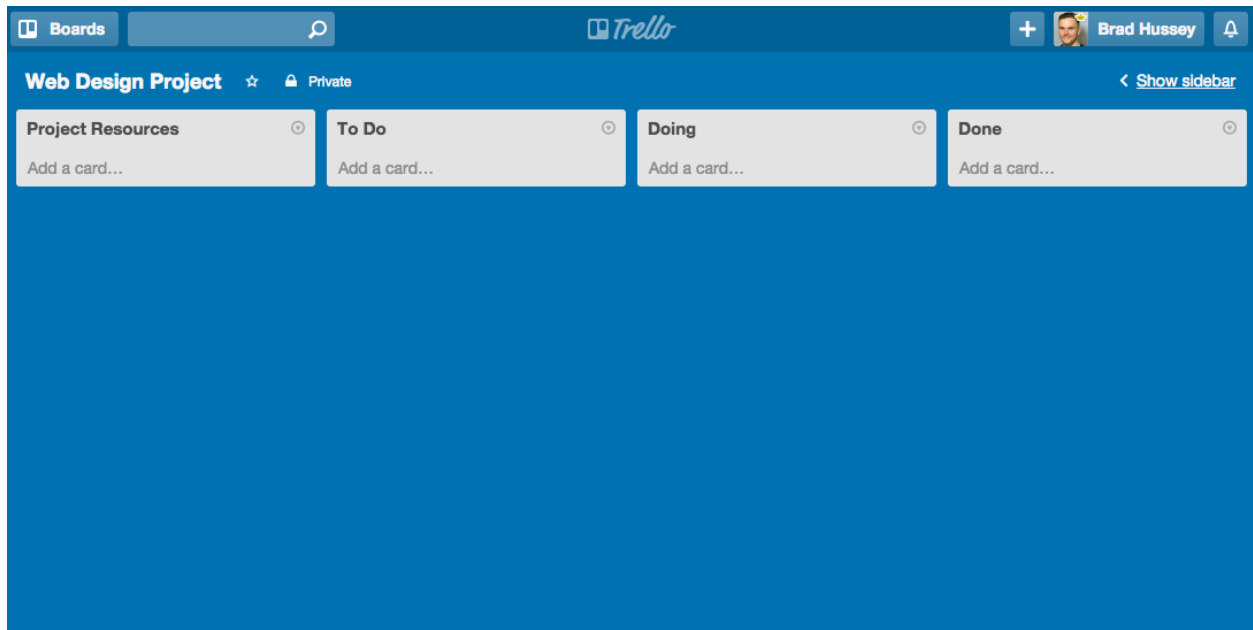 Boards
Trello
Brad Hussey
Web Design Project
Private
Show sidebar
Project Resources
To Do
Doing
Done
Add a card...
Add a card...
Add a card...
Add a card...